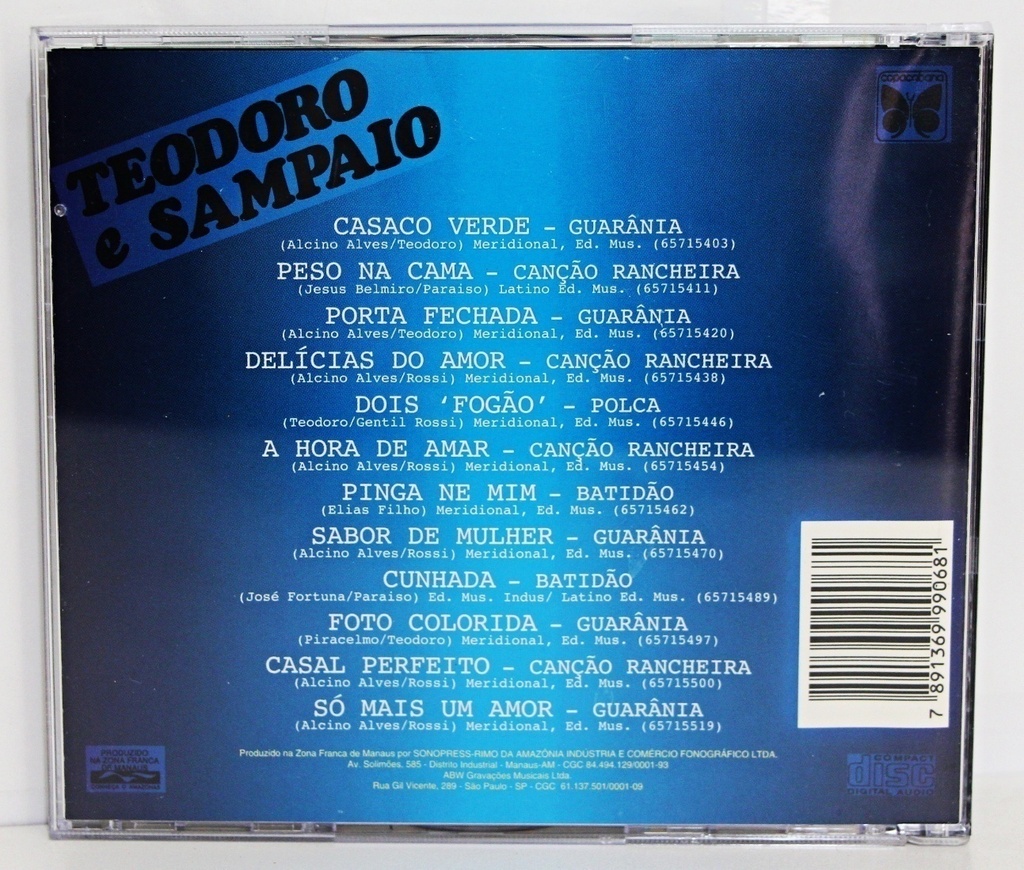 TEODORO
e SAMPAIO
copacabana
CASACO VERDE – GUARÂNIA
(Alcino Alves/Teodoro) Meridional, Ed. Mus. (65715403)
PESO NA CAMA – CANÇÃO RANCHEIRA
(Jesus Belmiro/Paraiso) Latino Ed. Mus. (65715411)
PORTA FECHADA – GUARÂNIA
(Alcino Alves/Teodoro) Meridional, Ed. Mus. (65715420)
DELÍCIAS DO AMOR – CANÇÃO RANCHEIRA
(Alcino Alves/Rossi) Meridional, Ed. Mus. (65715438)
DOIS ‘FOGÃO’ – POLCA
(Teodoro/Gentil Rossi) Meridional, Ed. Mus. (65715446)
A HORA DE AMAR – CANÇÃO RANCHEIRA
(Alcino Alves/Rossi) Meridional, Ed. Mus. (65715454)
PINGA NE MIM – BATIDÃO
(Elias Filho) Meridional, Ed. Mus. (65715462)
SABOR DE MULHER – GUARÂNIA
(Alcino Alves/Rossi) Meridional, Ed. Mus. (65715470)
CUNHADA – BATIDÃO
(José Fortuna/Paraiso) Ed. Mus. Indus/ Latino Ed. Mus. (65715489)
FOTO COLORIDA – GUARÂNIA
(Piracelmo/Teodoro) Meridional, Ed. Mus. (65715497)
CASAL PERFEITO – CANÇÃO RANCHEIRA
(Alcino Alves/Rossi) Meridional, Ed. Mus. (65715500)
SÓ MAIS UM AMOR – GUARÂNIA
(Alcino Alves/Rossi) Meridional, Ed. Mus. (65715519)
7 891369 990681
PRODUZIDO
NA ZONA FRANCA
DE MANAUS
CONHEÇA O AMAZONAS
Produzido na Zona Franca de Manaus por SONOPRESS-RIMO DA AMAZÔNIA INDÚSTRIA E COMÉRCIO FONOGRÁFICO LTDA.
Av. Solimões, 585 - Distrito Industrial - Manaus-AM - CGC 84.494.129/0001-93
ABW Gravações Musicais Ltda.
Rua Gil Vicente, 289 - São Paulo - SP - CGC 61.137.501/0001-09
COMPACT
disc
DIGITAL AUDIO